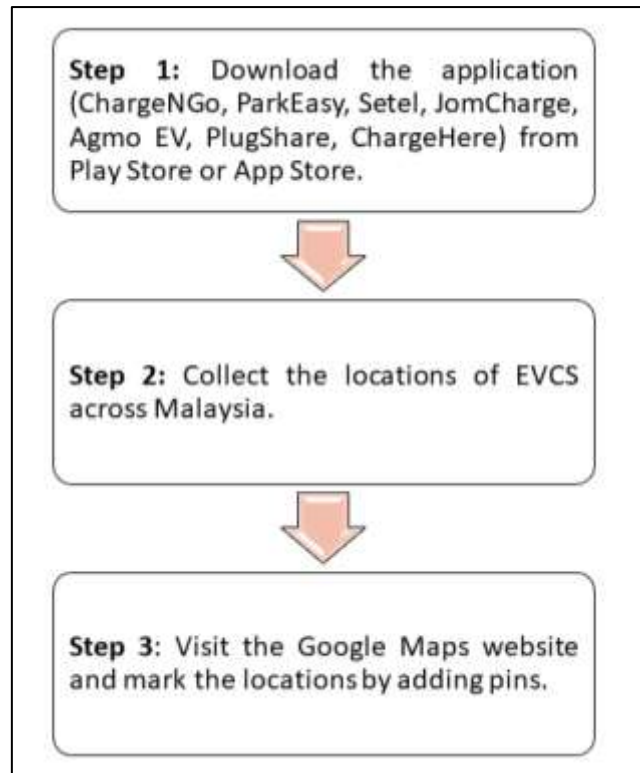 Step 1: Download the application
(ChargeNGo, ParkEasy, Setel, JomCharge,
Agmo EV, PlugShare, ChargeHere) from
Play Store or App Store.
Step 2: Collect the locations of EVCS
across Malaysia.
Step 3: Visit the Google Maps website
and mark the locations by adding pins.